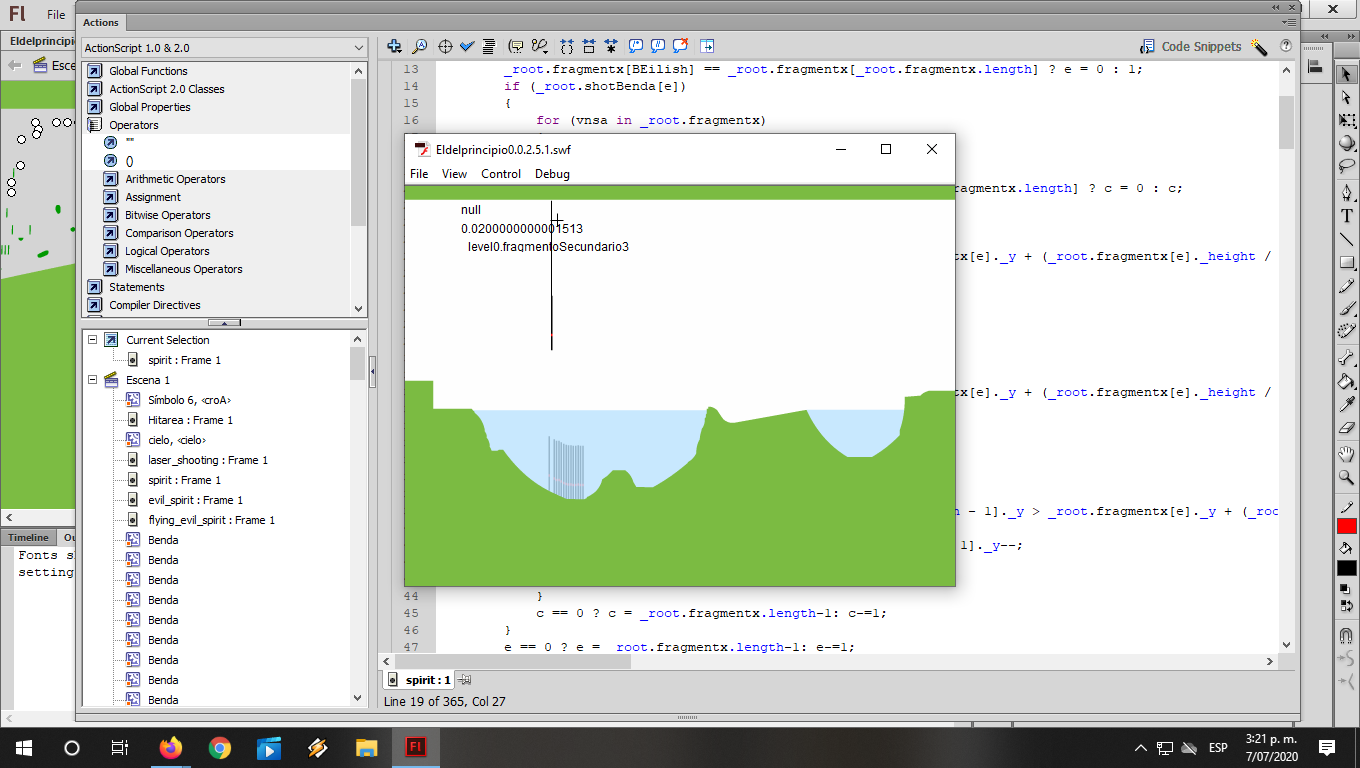 Fl File
Actions
Eldelprincipio
ActionScript 1.0 & 2.0
Code Snippets
Esce
Global Functions
ActionScript 2.0 Classes
Global Properties
Operators
""
()
Arithmetic Operators
Assignment
Bitwise Operators
Comparison Operators
Logical Operators
Miscellaneous Operators
Statements
Compiler Directives
Current Selection
spirit : Frame 1
Escena 1
Símbolo 6, <croA>
Hitarea : Frame 1
cielo, <cielo>
laser_shooting : Frame 1
spirit : Frame 1
evil_spirit : Frame 1
flying_evil_spirit : Frame 1
Benda
Benda
Benda
Benda
Benda
Benda
Benda
Benda
Benda
Timeline Ou
Fonts s
setting
13 _root.fragmentx[BEilish] == _root.fragmentx[_root.fragmentx.length] ? e = 0 : 1;
14 if (_root.shotBenda[e])
15 {
16 for (vnsa in _root.fragmentx)
agmentx.length] ? c = 0 : c;
tx[e]._y + (_root.fragmentx[e]._height /
tx[e]._y + (_root.fragmentx[e]._height /
h - 1]._y > _root.fragmentx[e]._y + (_roo
1]._y--;
44 }
45 c == 0 ? c = _root.fragmentx.length-1: c-=1;
46 }
47 e == 0 ? e = _root.fragmentx.length-1: e-=1;
Eldelprincipio0.0.2.5.1.swf
File View Control Debug
null
0.0200000000001513
level0.fragmentoSecundario3
spirit : 1
Line 19 of 365, Col 27
T
Fl
ESP
3:21 p. m.
7/07/2020